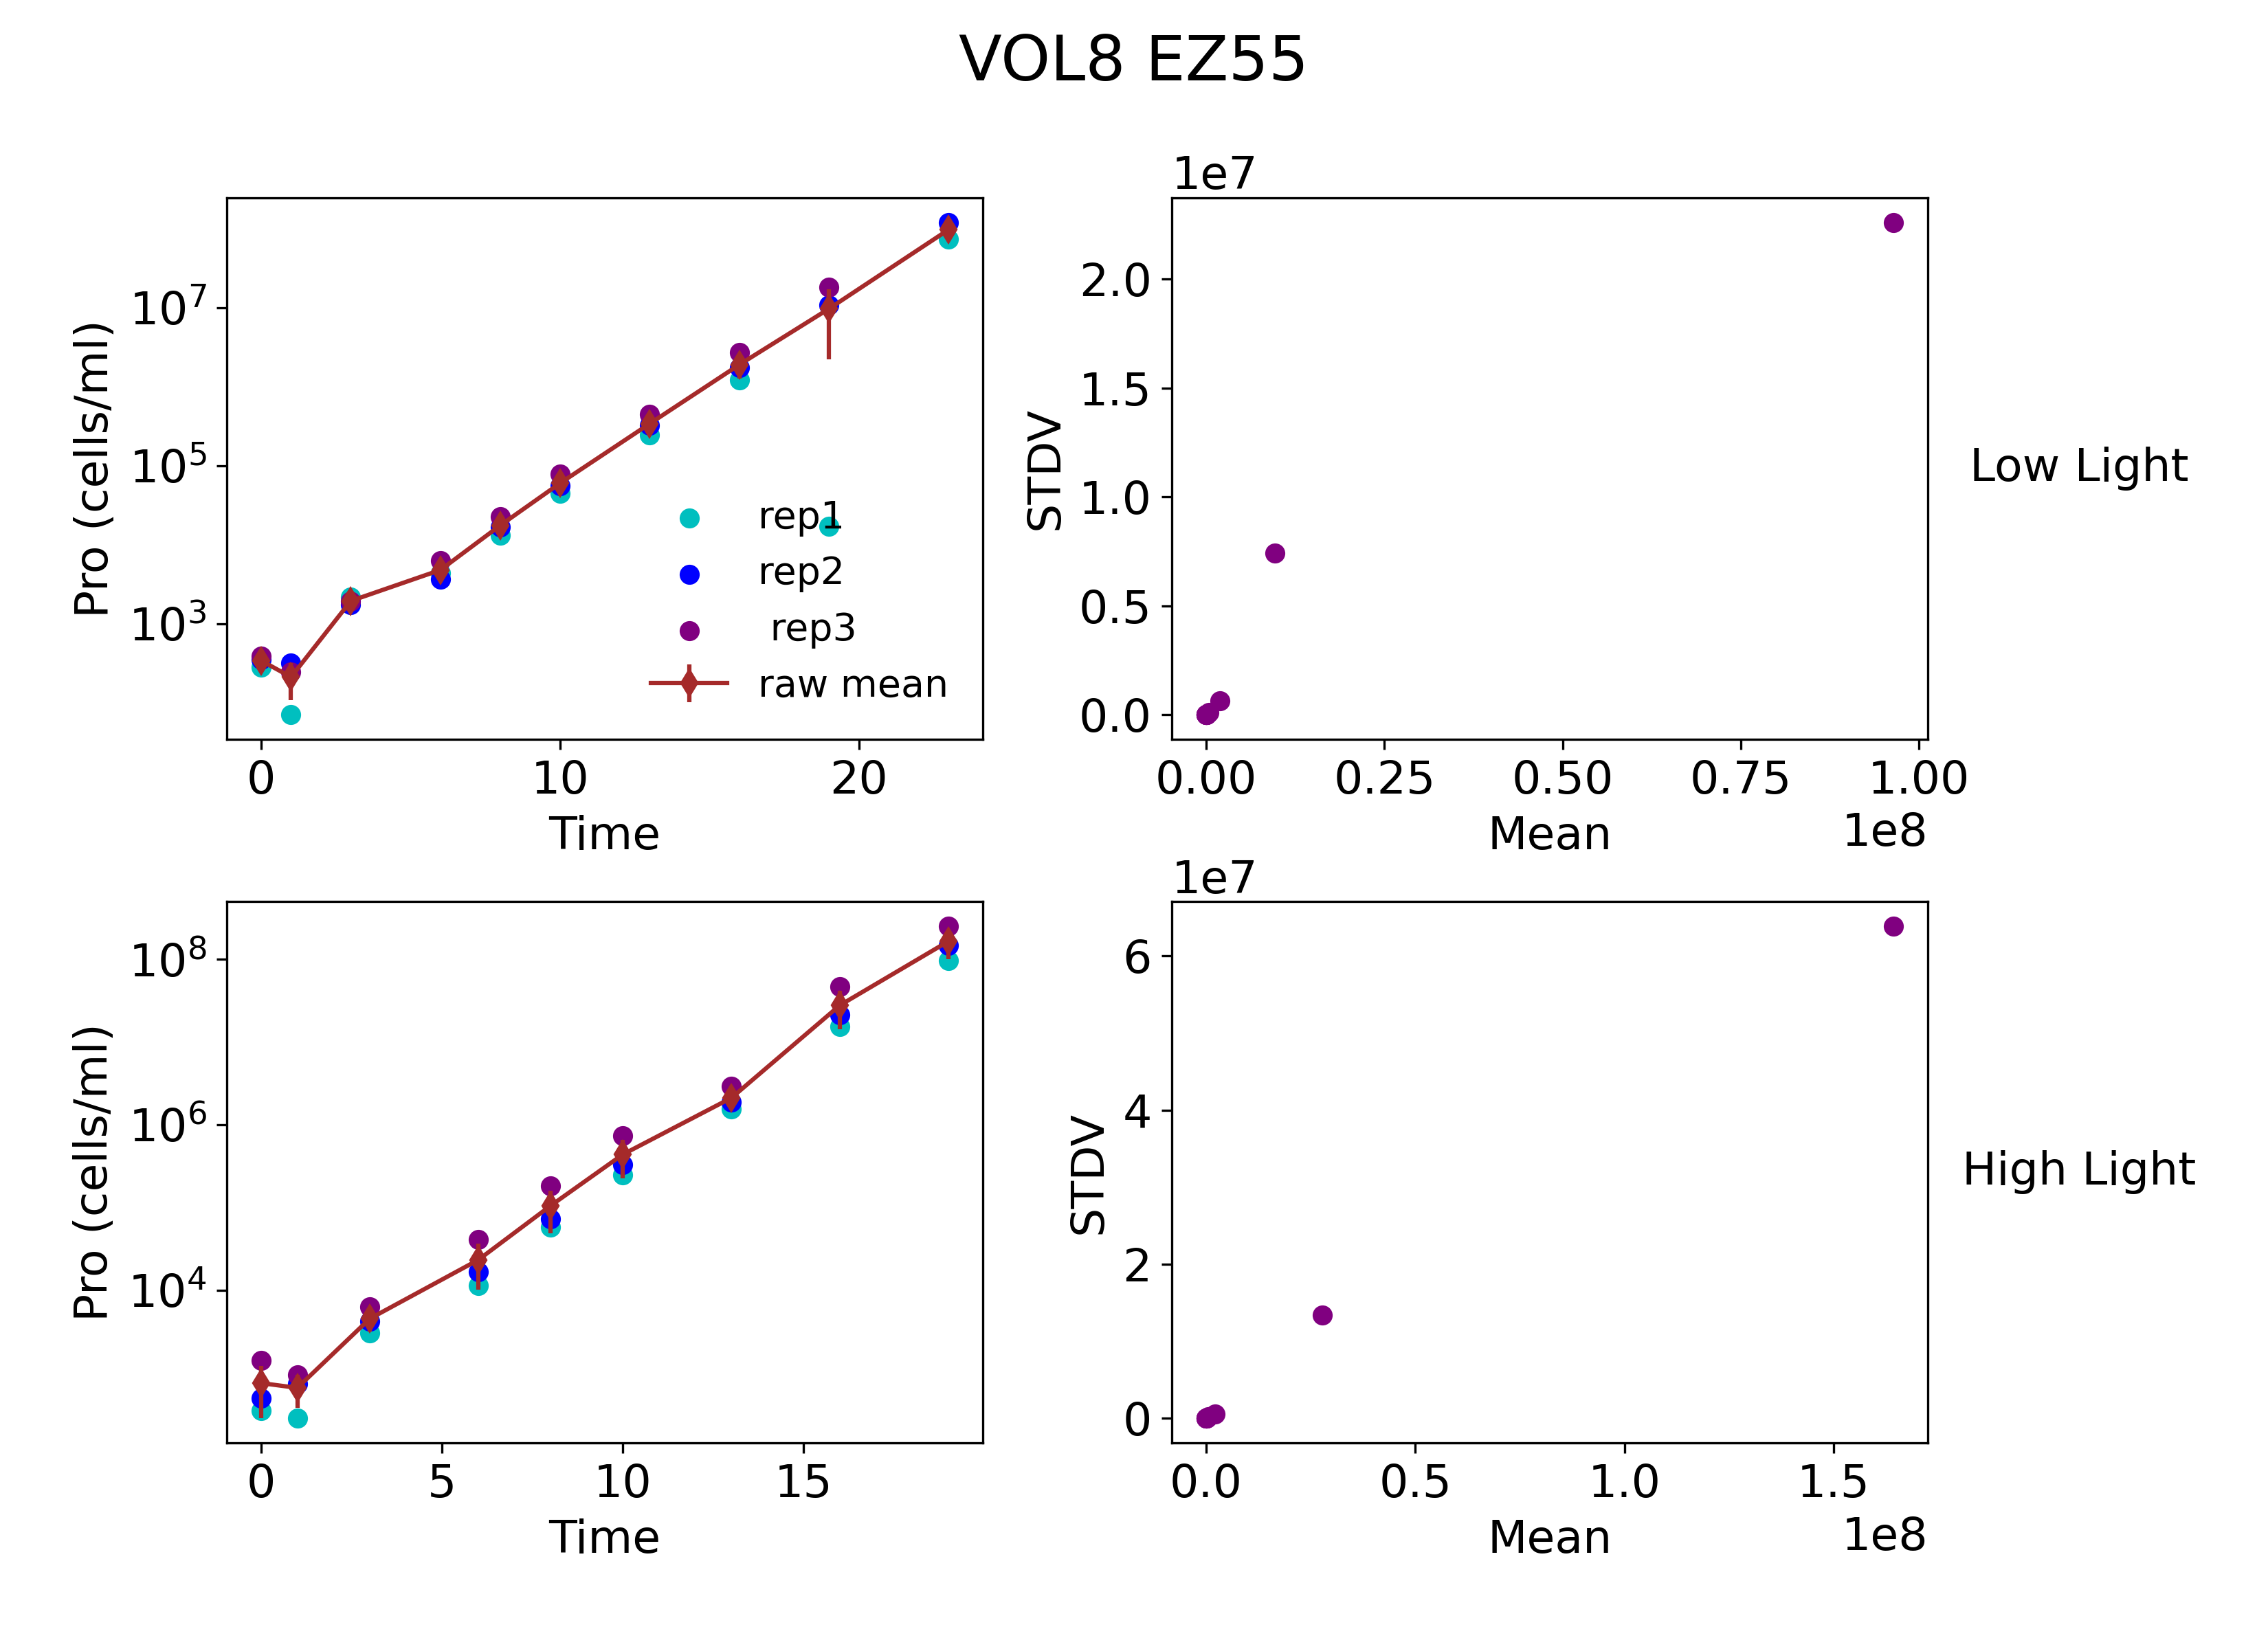 VOL8 EZ55
1e7
Pro (cells/ml)
10^7
10^5
10^3
rep1
rep2
rep3
raw mean
0 10 20
Time
STDV
2.0
1.5
1.0
0.5
0.0
0.00 0.25 0.50 0.75 1.00
Mean
1e8
Low Light
1e7
Pro (cells/ml)
10^8
10^6
10^4
0 5 10 15
Time
STDV
6
4
2
0
0.0 0.5 1.0 1.5
Mean
1e8
High Light